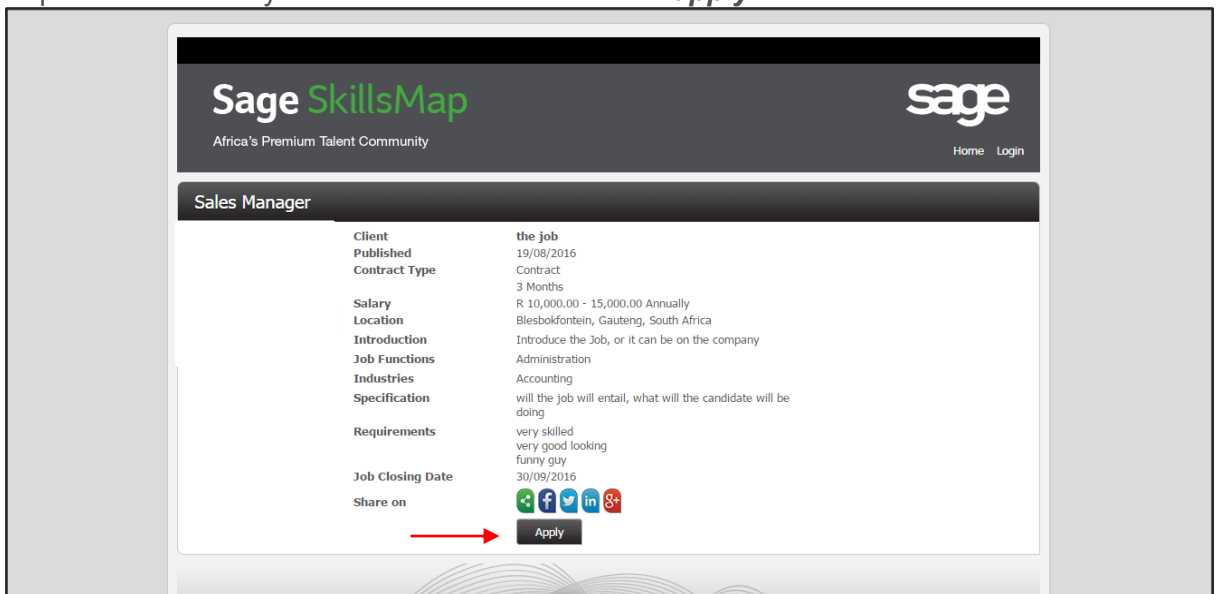 Sage SkillsMap
sage
Africa's Premium Talent Community
Home Login
Sales Manager
Client the job
Published 19/08/2016
Contract Type Contract
3 Months
Salary R 10,000.00 - 15,000.00 Annually
Location Blesbokfontein, Gauteng, South Africa
Introduction Introduce the Job, or it can be on the company
Job Functions Administration
Industries Accounting
Specification will the job will entail, what will the candidate will be
doing
Requirements very skilled
very good looking
funny guy
Job Closing Date 30/09/2016
Share on f in 8+
Apply